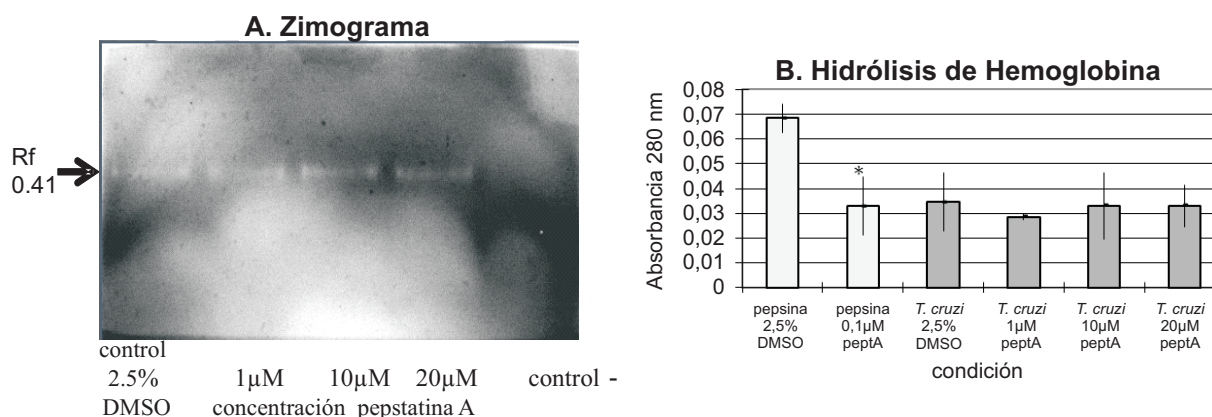 A. Zimograma
Rf
0.41
control
2.5% 1µM 10µM 20µM control -
DMSO concentración pepstatina A
B. Hidrólisis de Hemoglobina
Absorbancia 280 nm
0,08
0,07
0,06
0,05
0,04
0,03
0,02
0,01
0
*
pepsina pepsina T. cruzi T. cruzi T. cruzi T. cruzi
2,5% 0,1µM 2,5% 1µM 10µM 20µM
DMSO peptA DMSO peptA peptA peptA
condición